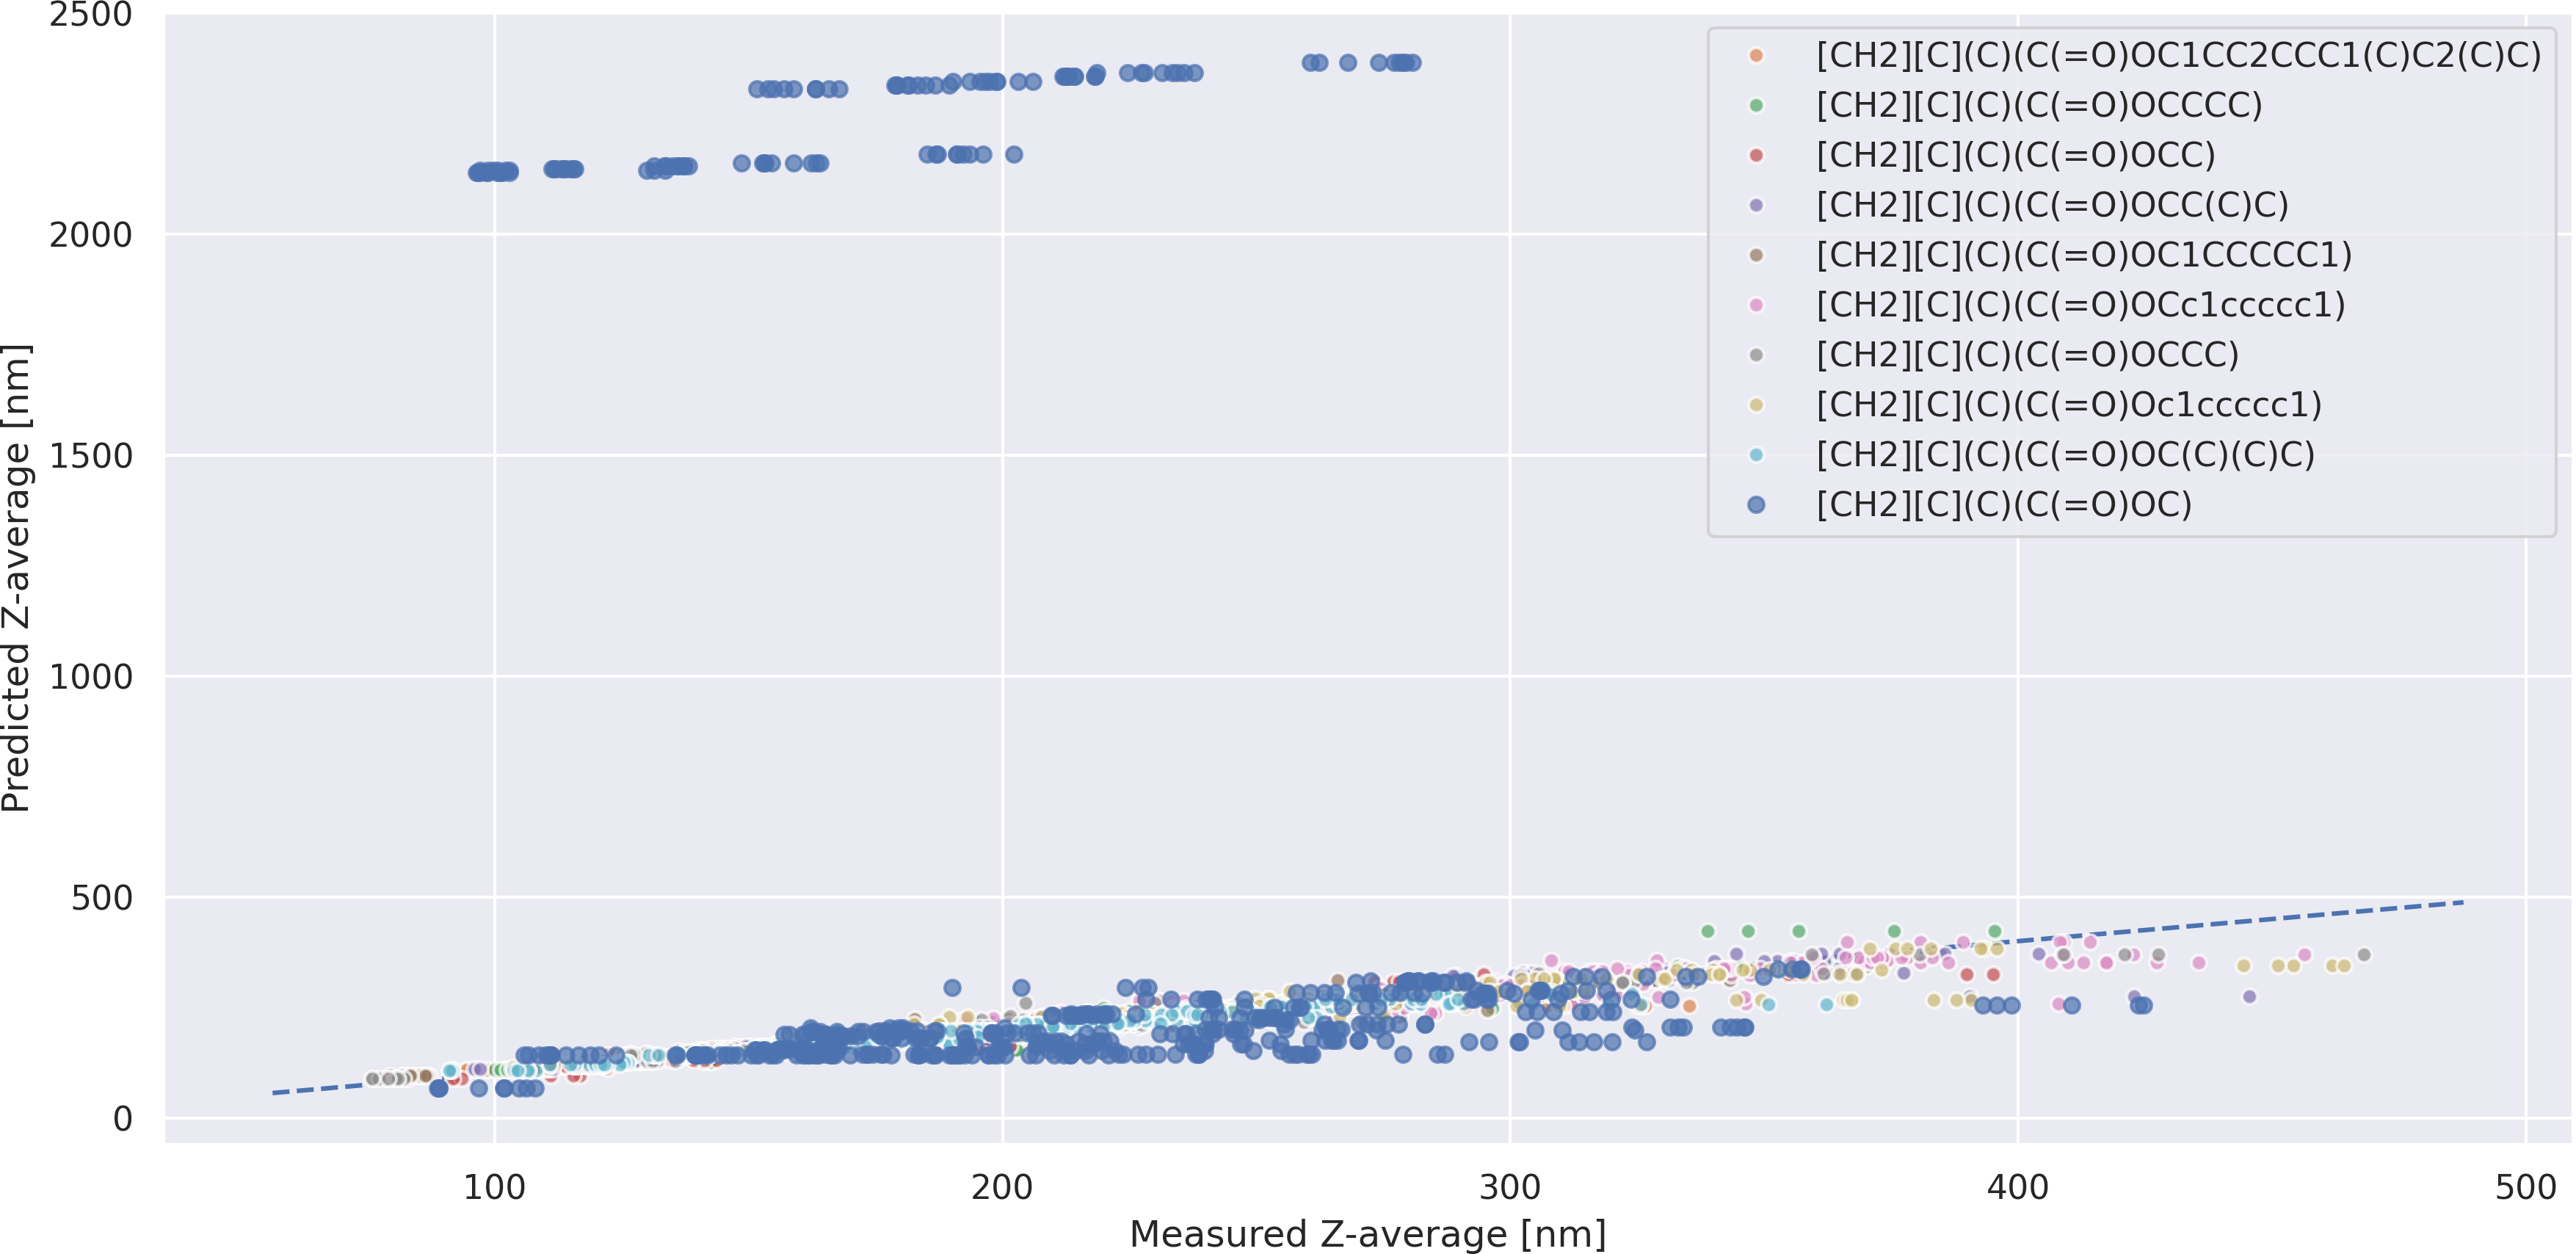 2500
2000
1500
1000
500
0
Predicted Z-average [nm]
[CH2][C](C)(C(=O)OC1CC2CCC1(C)C2(C)C)
[CH2][C](C)(C(=O)OCCCC)
[CH2][C](C)(C(=O)OCC)
[CH2][C](C)(C(=O)OCC(C)C)
[CH2][C](C)(C(=O)OC1CCCCC1)
[CH2][C](C)(C(=O)OCc1ccccc1)
[CH2][C](C)(C(=O)OCCC)
[CH2][C](C)(C(=O)Oc1ccccc1)
[CH2][C](C)(C(=O)OC(C)(C)C)
[CH2][C](C)(C(=O)OC)
100 200 300 400 500
Measured Z-average [nm]